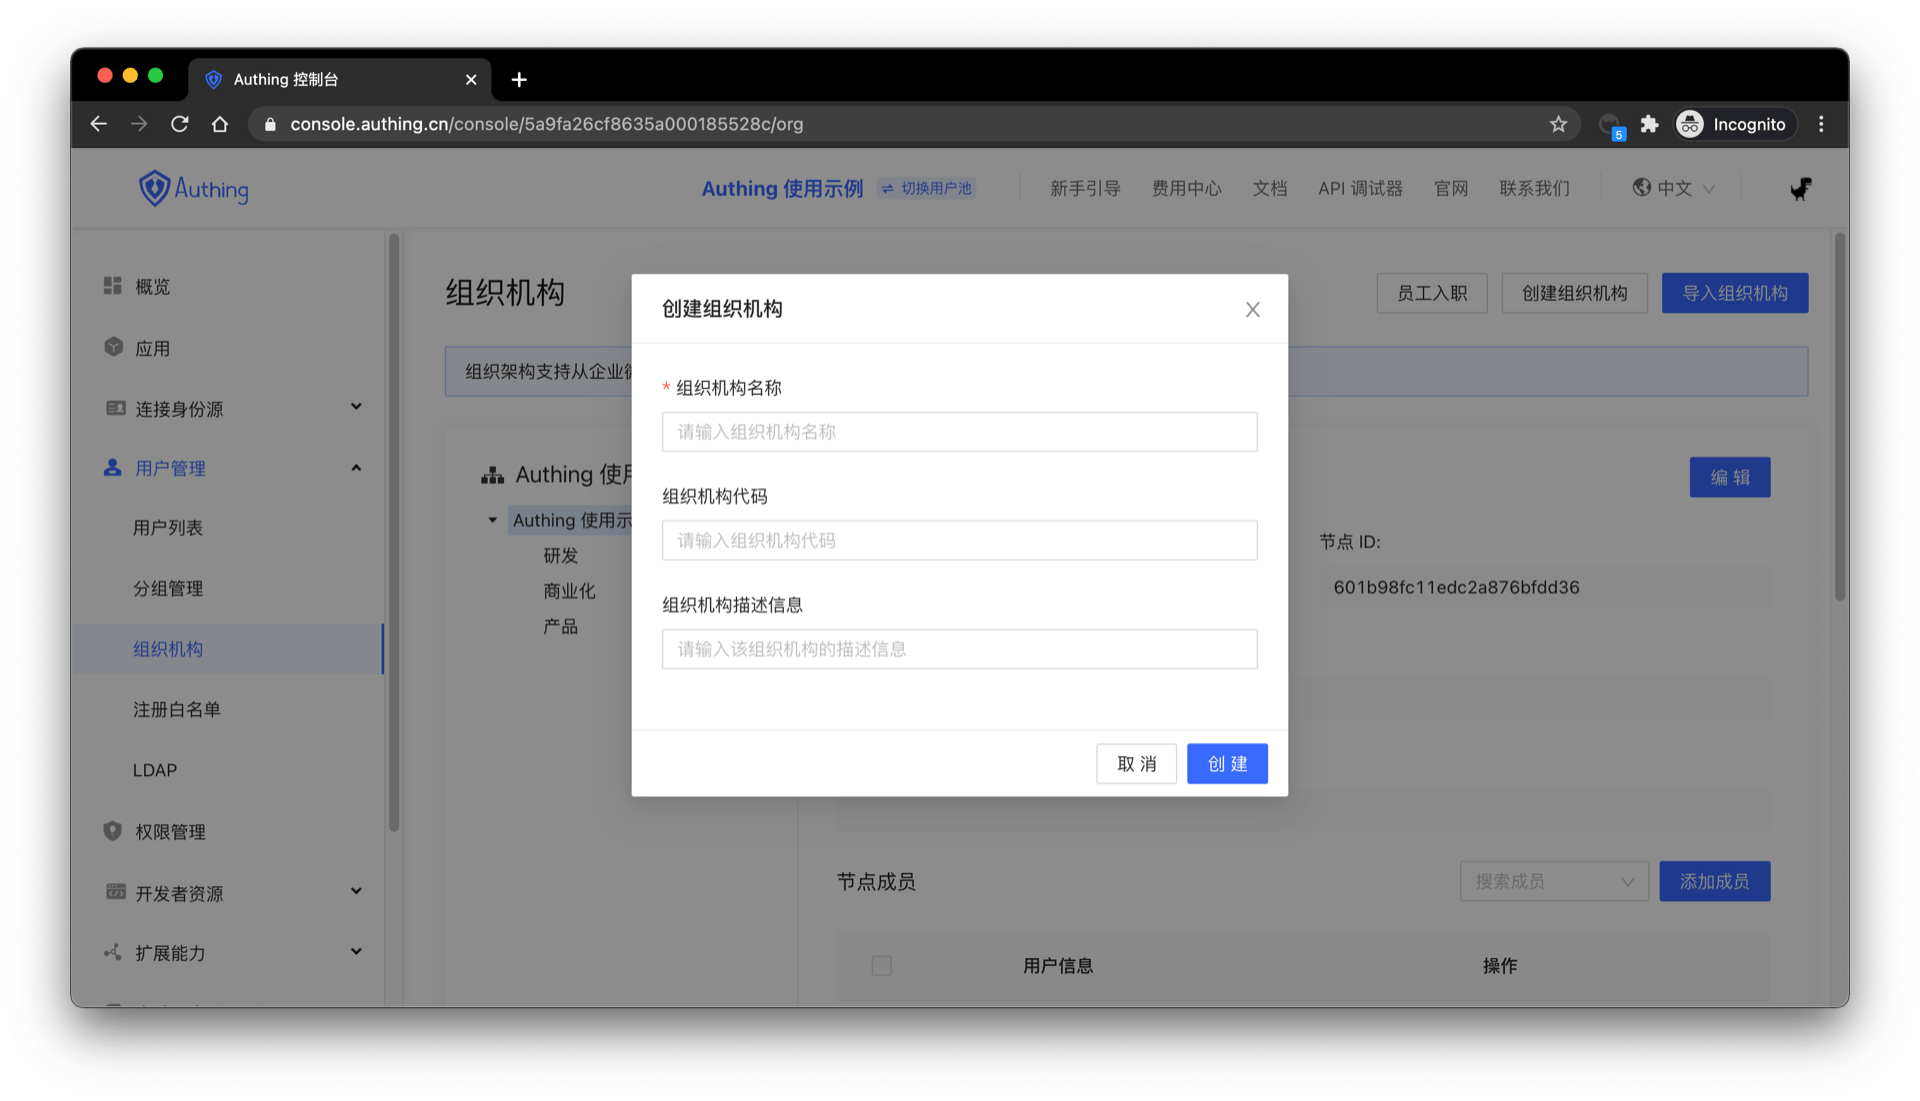 Authing 控制台
console.authing.cn/console/5a9fa26cf8635a000185528c/org
5
Incognito
Authing
Authing 使用示例
切换用户池
新手引导
费用中心
文档
API 调试器
官网
联系我们
中文
概览
应用
连接身份源
用户管理
用户列表
分组管理
组织机构
注册白名单
LDAP
权限管理
开发者资源
扩展能力
组织机构
员工入职
创建组织机构
导入组织机构
组织架构支持从企业微
Authing 使用
Authing 使用示
研发
商业化
产品
编 辑
节点 ID:
601b98fc11edc2a876bfdd36
节点成员
搜索成员
添加成员
用户信息
操作
创建组织机构
* 组织机构名称
请输入组织机构名称
组织机构代码
请输入组织机构代码
组织机构描述信息
请输入该组织机构的描述信息
取 消
创 建